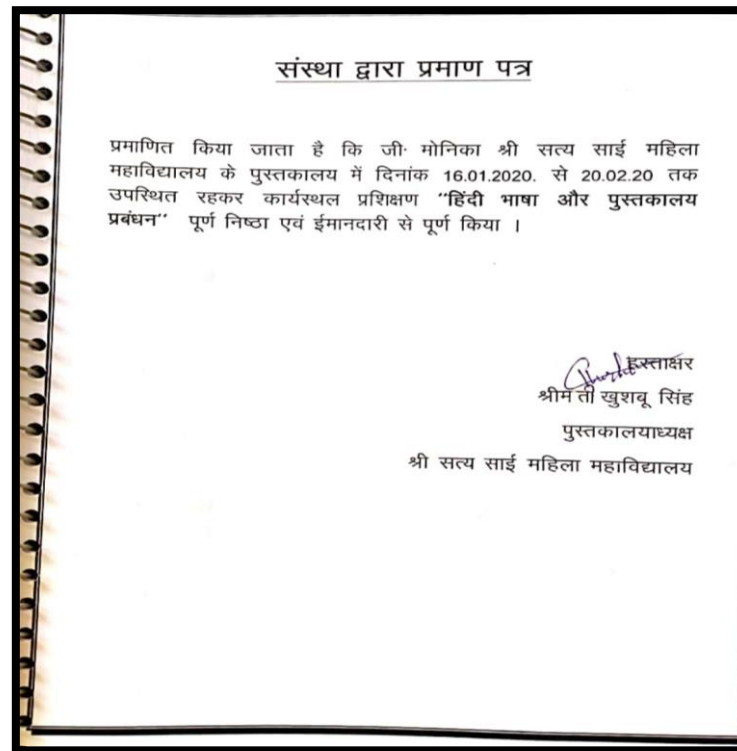 संस्था द्वारा प्रमाण पत्र
प्रमाणित किया जाता है कि जी॰ मोनिका श्री सत्य साई महिला
महाविद्यालय के पुस्तकालय में दिनांक 16.01.2020. से 20.02.20 तक
उपस्थित रहकर कार्यस्थल प्रशिक्षण ‘‘हिंदी भाषा और पुस्तकालय
प्रबंधन’’ पूर्ण निष्ठा एवं ईमानदारी से पूर्ण किया ।
हस्ताक्षर
श्रीमती खुशबू सिंह
पुस्तकालयाध्यक्ष
श्री सत्य साई महिला महाविद्यालय